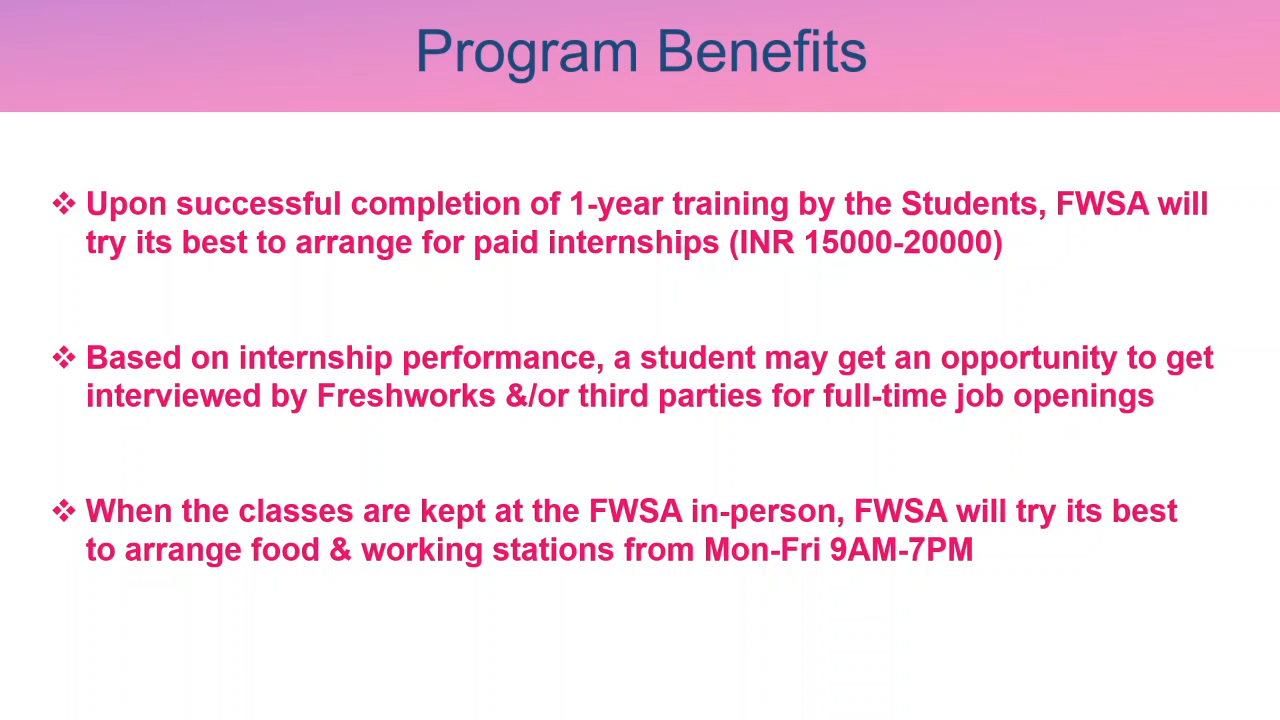 Program Benefits
❖ Upon successful completion of 1-year training by the Students, FWSA will
try its best to arrange for paid internships (INR 15000-20000)
❖ Based on internship performance, a student may get an opportunity to get
interviewed by Freshworks &/or third parties for full-time job openings
❖ When the classes are kept at the FWSA in-person, FWSA will try its best
to arrange food & working stations from Mon-Fri 9AM-7PM